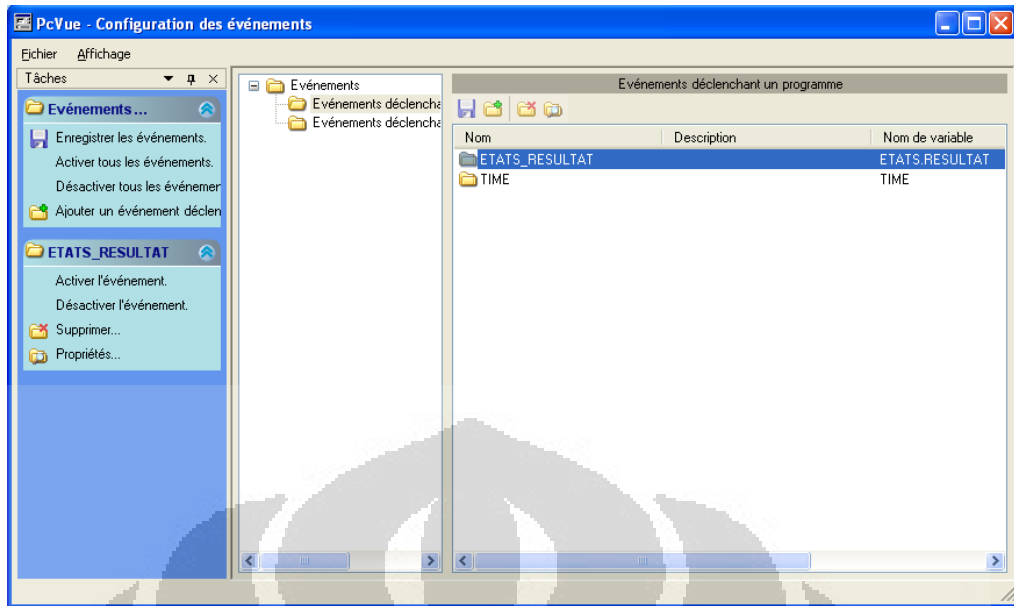 PcVue - Configuration des événements
Fichier Affichage
Tâches
Evénements...
Enregistrer les événements.
Activer tous les événements.
Désactiver tous les événemer
Ajouter un événement déclen
ETATS_RESULTAT
Activer l'événement.
Désactiver l'événement.
Supprimer...
Propriétés...
Evénements
Evénements déclencha
Evénements déclencha
Evénements déclenchant un programme
Nom Description Nom de variable
ETATS_RESULTAT ETATS.RESULTAT
TIME TIME